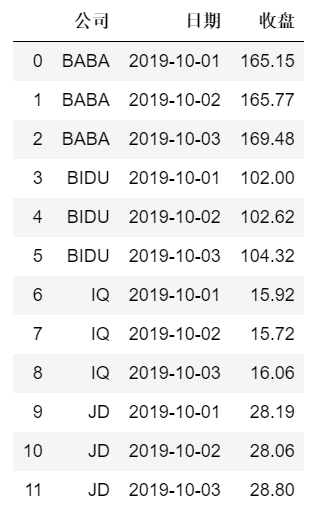 公司 日期 收盘
0 BABA 2019-10-01 165.15
1 BABA 2019-10-02 165.77
2 BABA 2019-10-03 169.48
3 BIDU 2019-10-01 102.00
4 BIDU 2019-10-02 102.62
5 BIDU 2019-10-03 104.32
6 IQ 2019-10-01 15.92
7 IQ 2019-10-02 15.72
8 IQ 2019-10-03 16.06
9 JD 2019-10-01 28.19
10 JD 2019-10-02 28.06
11 JD 2019-10-03 28.80